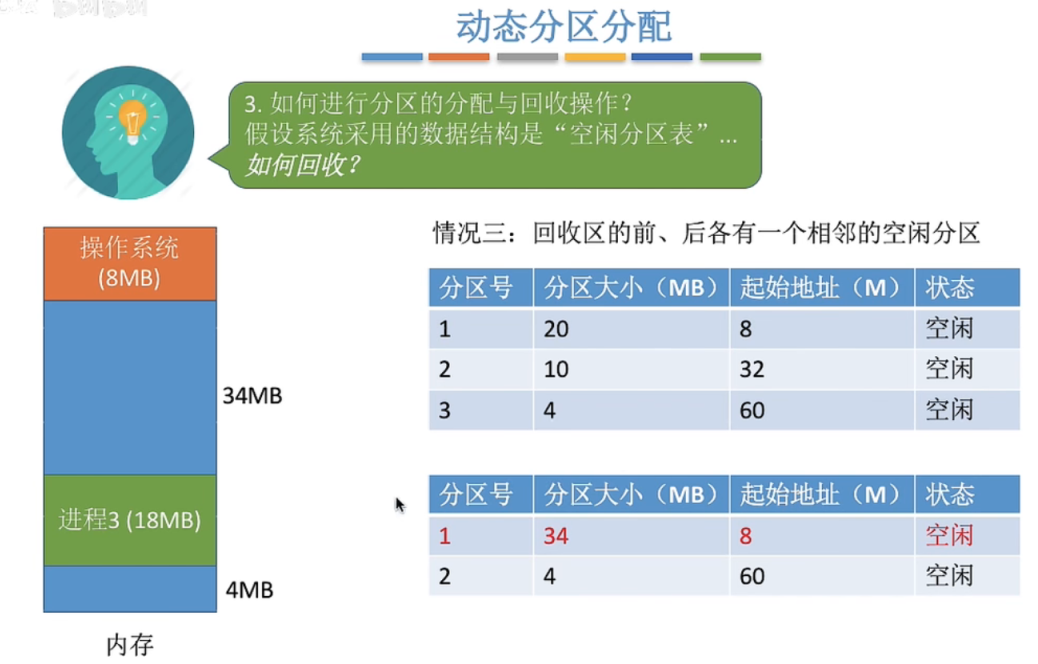 动态分区分配
3. 如何进行分区的分配与回收操作？
假设系统采用的数据结构是“空闲分区表”...
如何回收？
操作系统
(8MB)
34MB
进程3 (18MB)
4MB
内存
情况三：回收区的前、后各有一个相邻的空闲分区
分区号 分区大小（MB） 起始地址（M） 状态
1 20 8 空闲
2 10 32 空闲
3 4 60 空闲
分区号 分区大小（MB） 起始地址（M） 状态
1 34 8 空闲
2 4 60 空闲